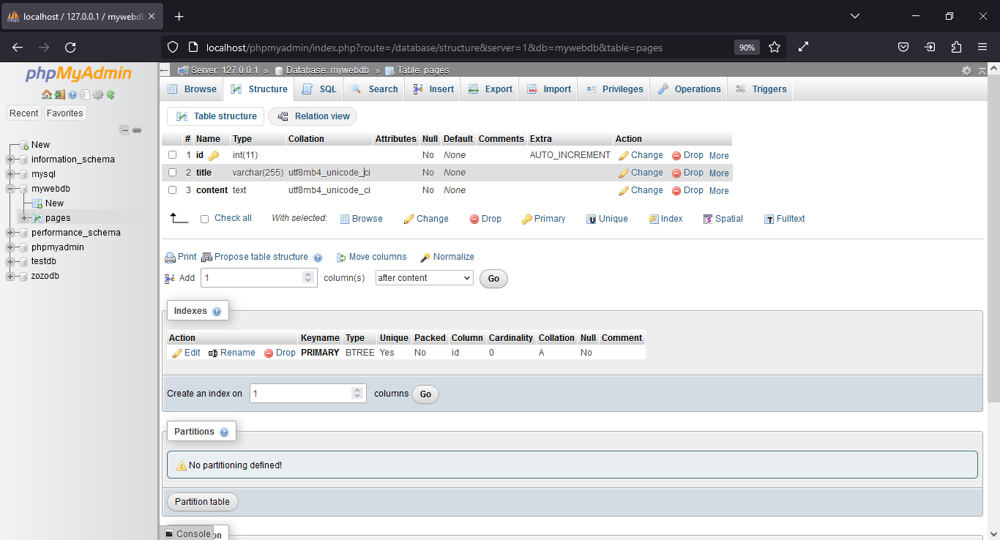 localhost / 127.0.0.1 / mywebdb
localhost/phpmyadmin/index.php?route=/database/structure&server=1&db=mywebdb&table=pages 90%
phpMyAdmin
Recent Favorites
New
information_schema
mysql
mywebdb
New
pages
performance_schema
phpmyadmin
testdb
zozodb
Server: 127.0.0.1 » Database: mywebdb » Table: pages
Browse Structure SQL Search Insert Export Import Privileges Operations Triggers
Table structure Relation view
# Name Type Collation Attributes Null Default Comments Extra Action
1 id int(11) No None AUTO_INCREMENT Change Drop More
2 title varchar(255) utf8mb4_unicode_ci No None Change Drop More
3 content text utf8mb4_unicode_ci No None Change Drop More
Check all With selected: Browse Change Drop Primary Unique Index Spatial Fulltext
Print Propose table structure Move columns Normalize
Add 1 column(s) after content Go
Indexes
Action Keyname Type Unique Packed Column Cardinality Collation Null Comment
Edit Rename Drop PRIMARY BTREE Yes No id 0 A No
Create an index on 1 columns Go
Partitions
No partitioning defined!
Partition table
Console